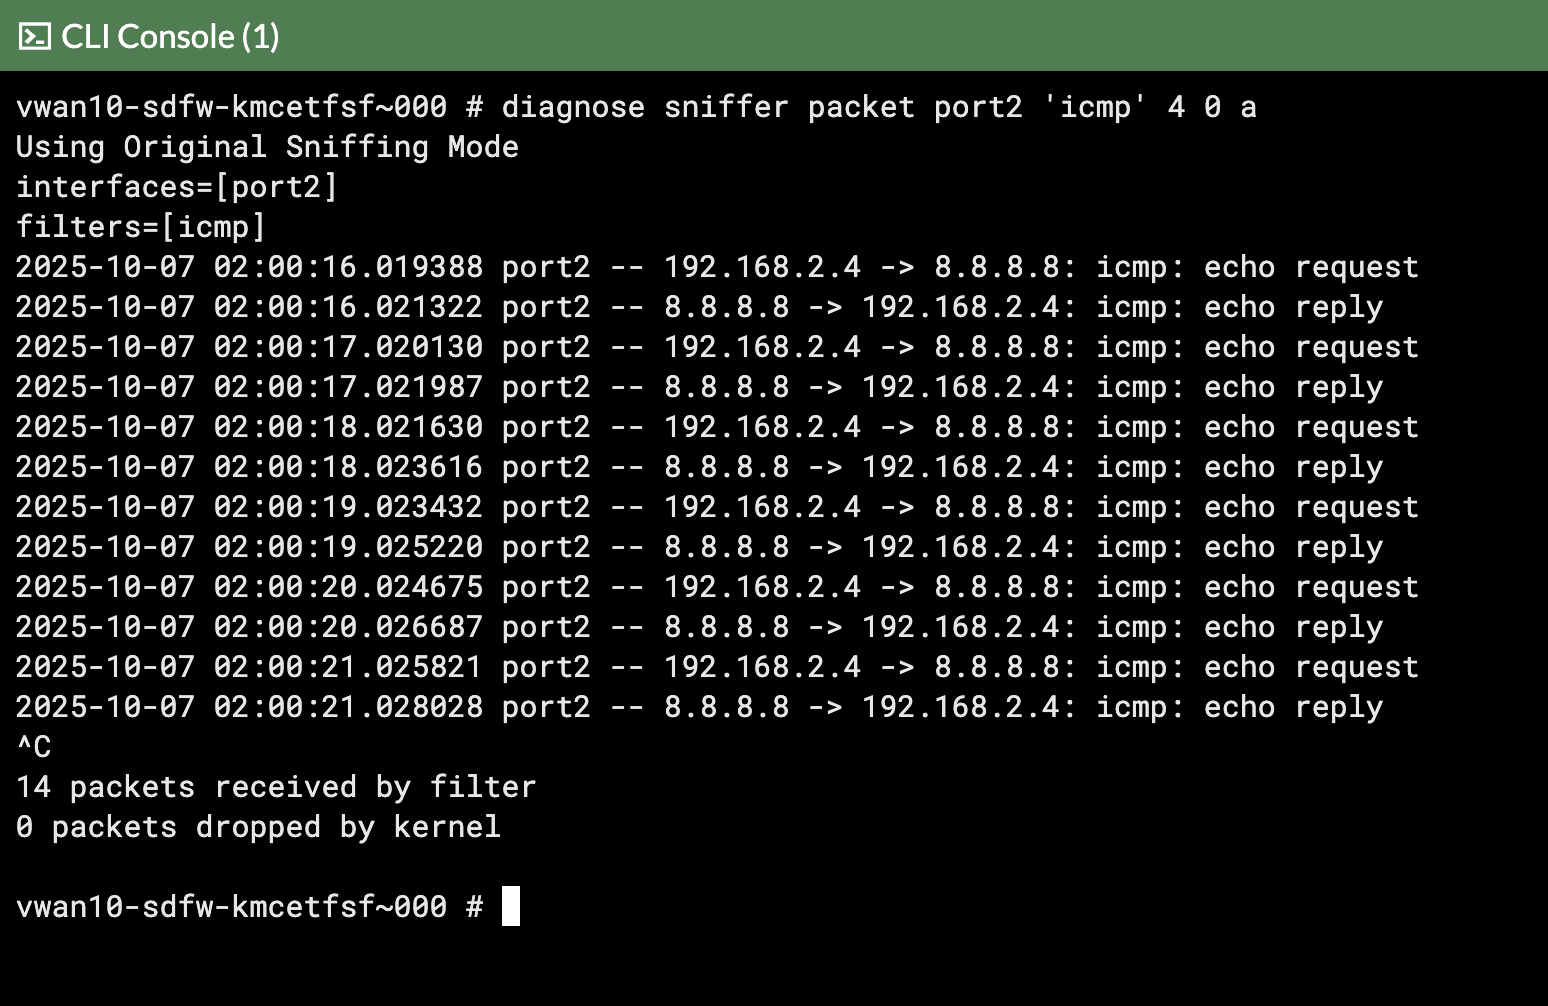 CLI Console (1)
vwan10-sdfw-kmcetfsf~000 # diagnose sniffer packet port2 'icmp' 4 0 a
Using Original Sniffing Mode
interfaces=[port2]
filters=[icmp]
2025-10-07 02:00:16.019388 port2 -- 192.168.2.4 -> 8.8.8.8: icmp: echo request
2025-10-07 02:00:16.021322 port2 -- 8.8.8.8 -> 192.168.2.4: icmp: echo reply
2025-10-07 02:00:17.020130 port2 -- 192.168.2.4 -> 8.8.8.8: icmp: echo request
2025-10-07 02:00:17.021987 port2 -- 8.8.8.8 -> 192.168.2.4: icmp: echo reply
2025-10-07 02:00:18.021630 port2 -- 192.168.2.4 -> 8.8.8.8: icmp: echo request
2025-10-07 02:00:18.023616 port2 -- 8.8.8.8 -> 192.168.2.4: icmp: echo reply
2025-10-07 02:00:19.023432 port2 -- 192.168.2.4 -> 8.8.8.8: icmp: echo request
2025-10-07 02:00:19.025220 port2 -- 8.8.8.8 -> 192.168.2.4: icmp: echo reply
2025-10-07 02:00:20.024675 port2 -- 192.168.2.4 -> 8.8.8.8: icmp: echo request
2025-10-07 02:00:20.026687 port2 -- 8.8.8.8 -> 192.168.2.4: icmp: echo reply
2025-10-07 02:00:21.025821 port2 -- 192.168.2.4 -> 8.8.8.8: icmp: echo request
2025-10-07 02:00:21.028028 port2 -- 8.8.8.8 -> 192.168.2.4: icmp: echo reply
^C
14 packets received by filter
0 packets dropped by kernel
vwan10-sdfw-kmcetfsf~000 #